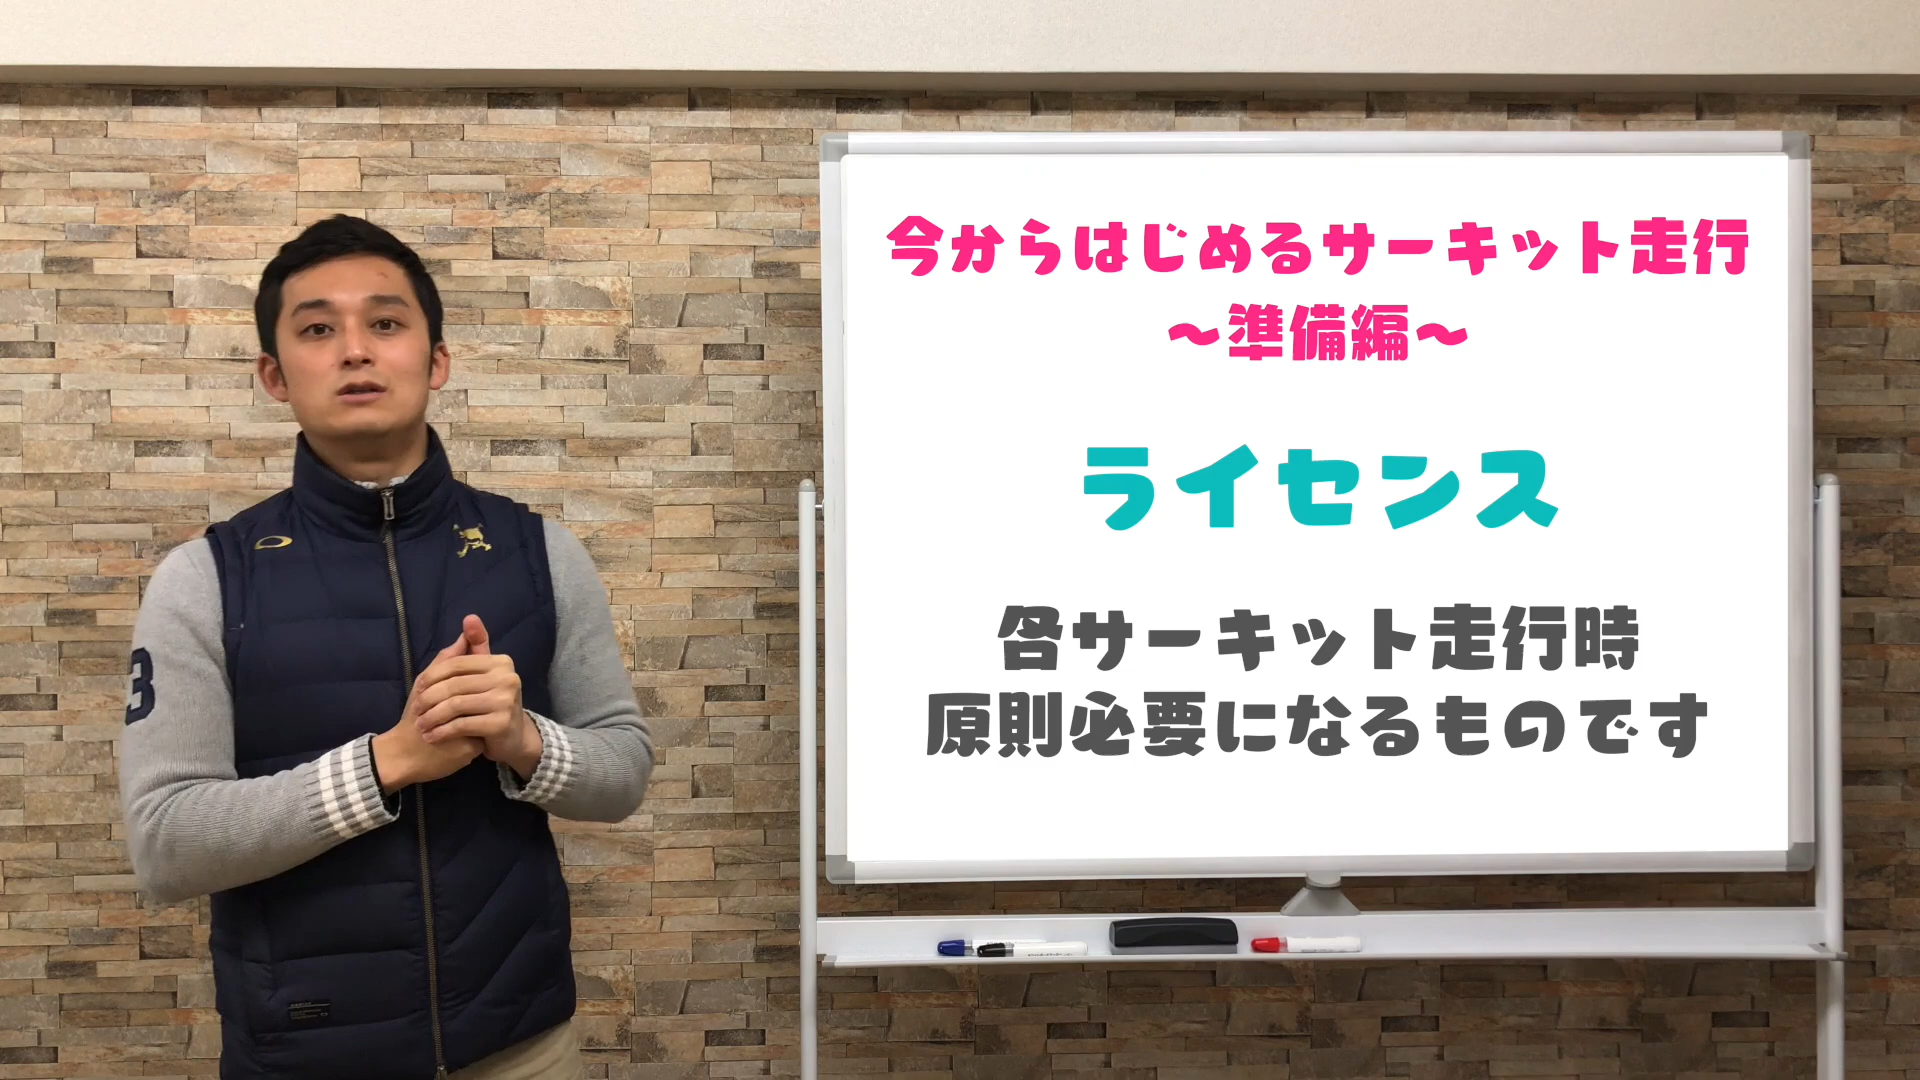 今からはじめるサーキット走行
～準備編～
ライセンス
各サーキット走行時
原則必要になるものです
3